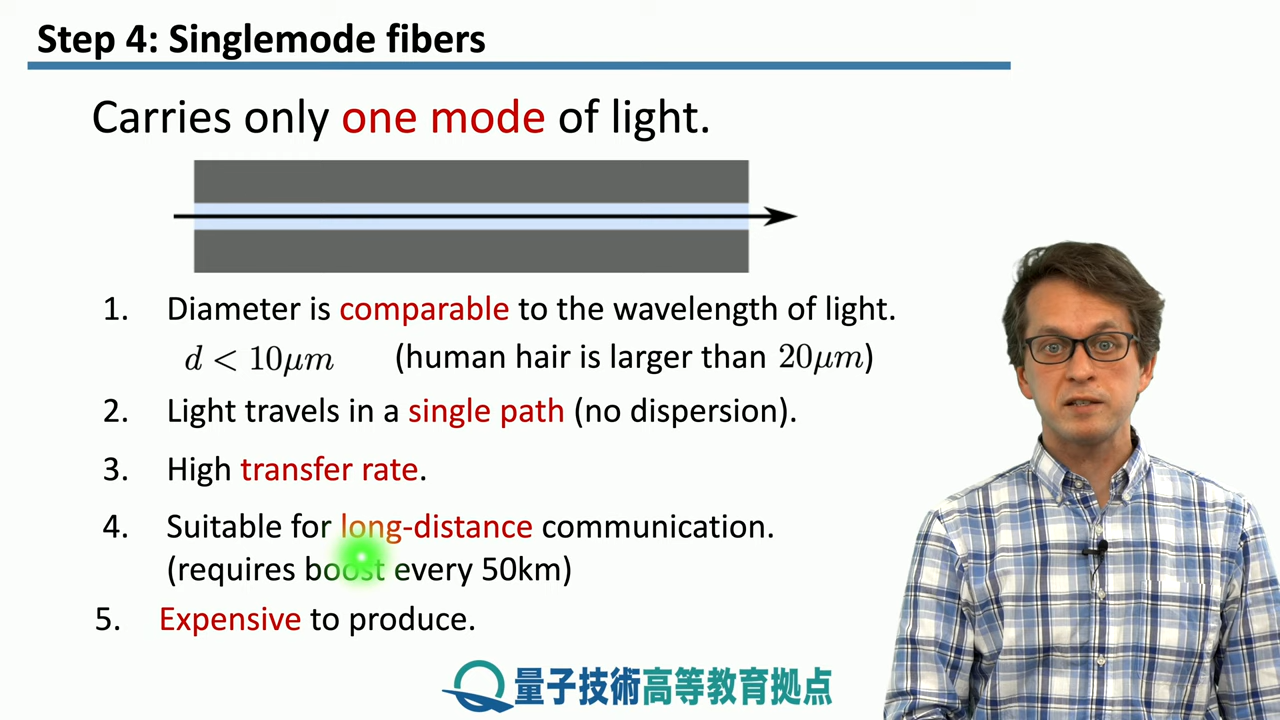 Step 4: Singlemode fibers
Carries only one mode of light.
1. Diameter is comparable to the wavelength of light.
d < 10μm (human hair is larger than 20μm)
2. Light travels in a single path (no dispersion).
3. High transfer rate.
4. Suitable for long-distance communication.
(requires boost every 50km)
5. Expensive to produce.
量子技術高等教育拠点